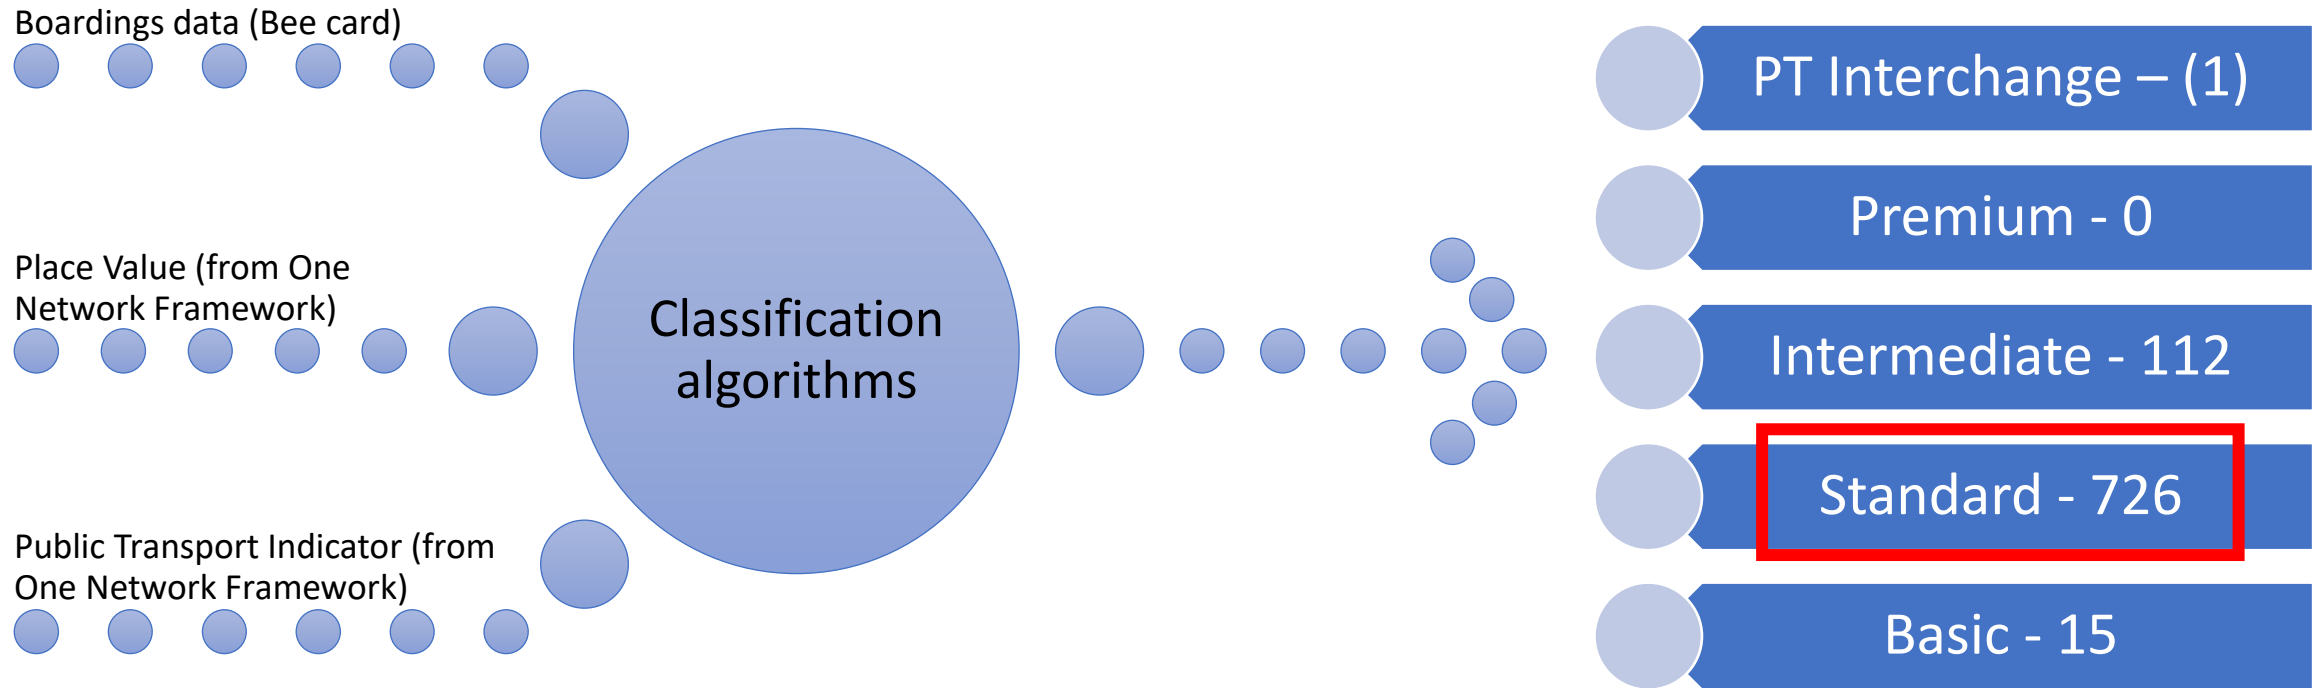 Boardings data (Bee card)
Place Value (from One
Network Framework)
Public Transport Indicator (from
One Network Framework)
Classification
algorithms
PT Interchange – (1)
Premium - 0
Intermediate - 112
Standard - 726
Basic - 15